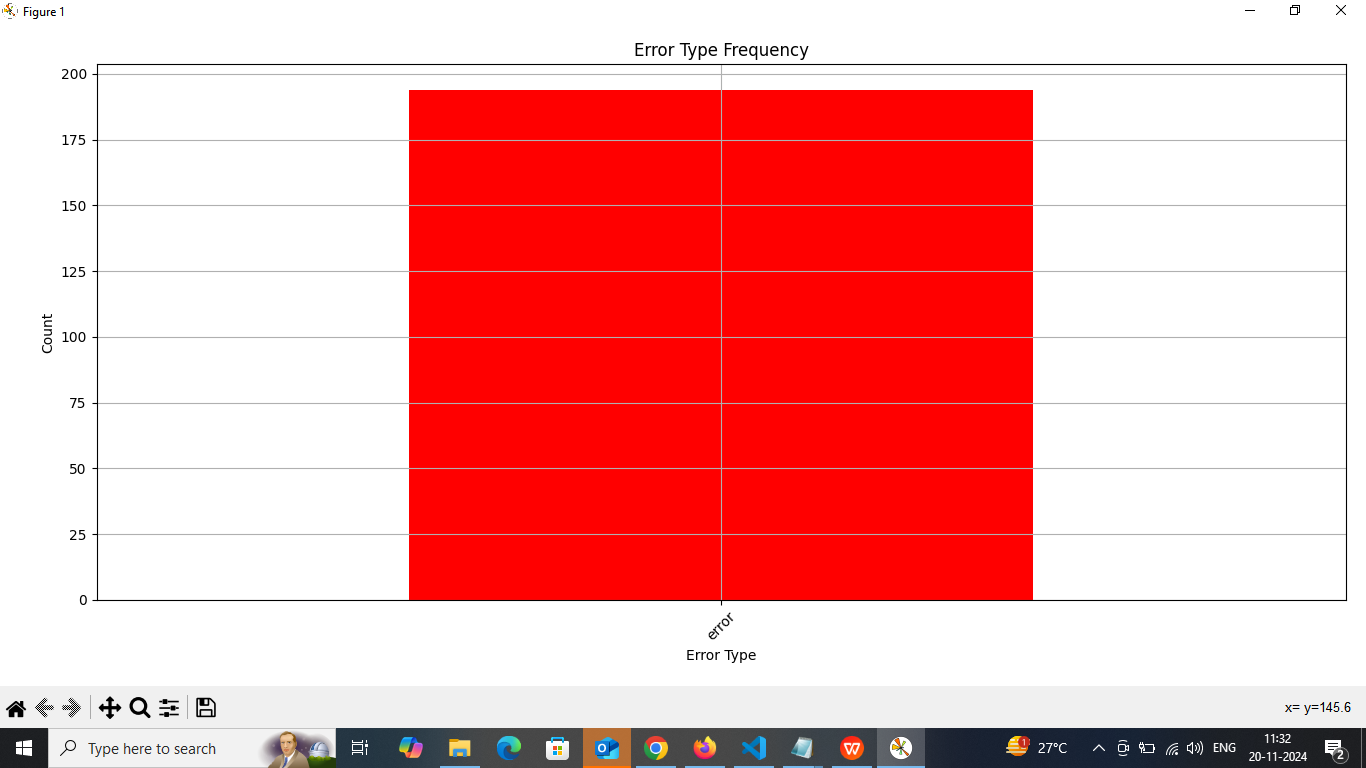 Figure 1
Error Type Frequency
200
175
150
125
100
75
50
25
0
Count
error
Error Type
x= y=145.6
Type here to search
1
27°C
ENG
11:32
20-11-2024
2